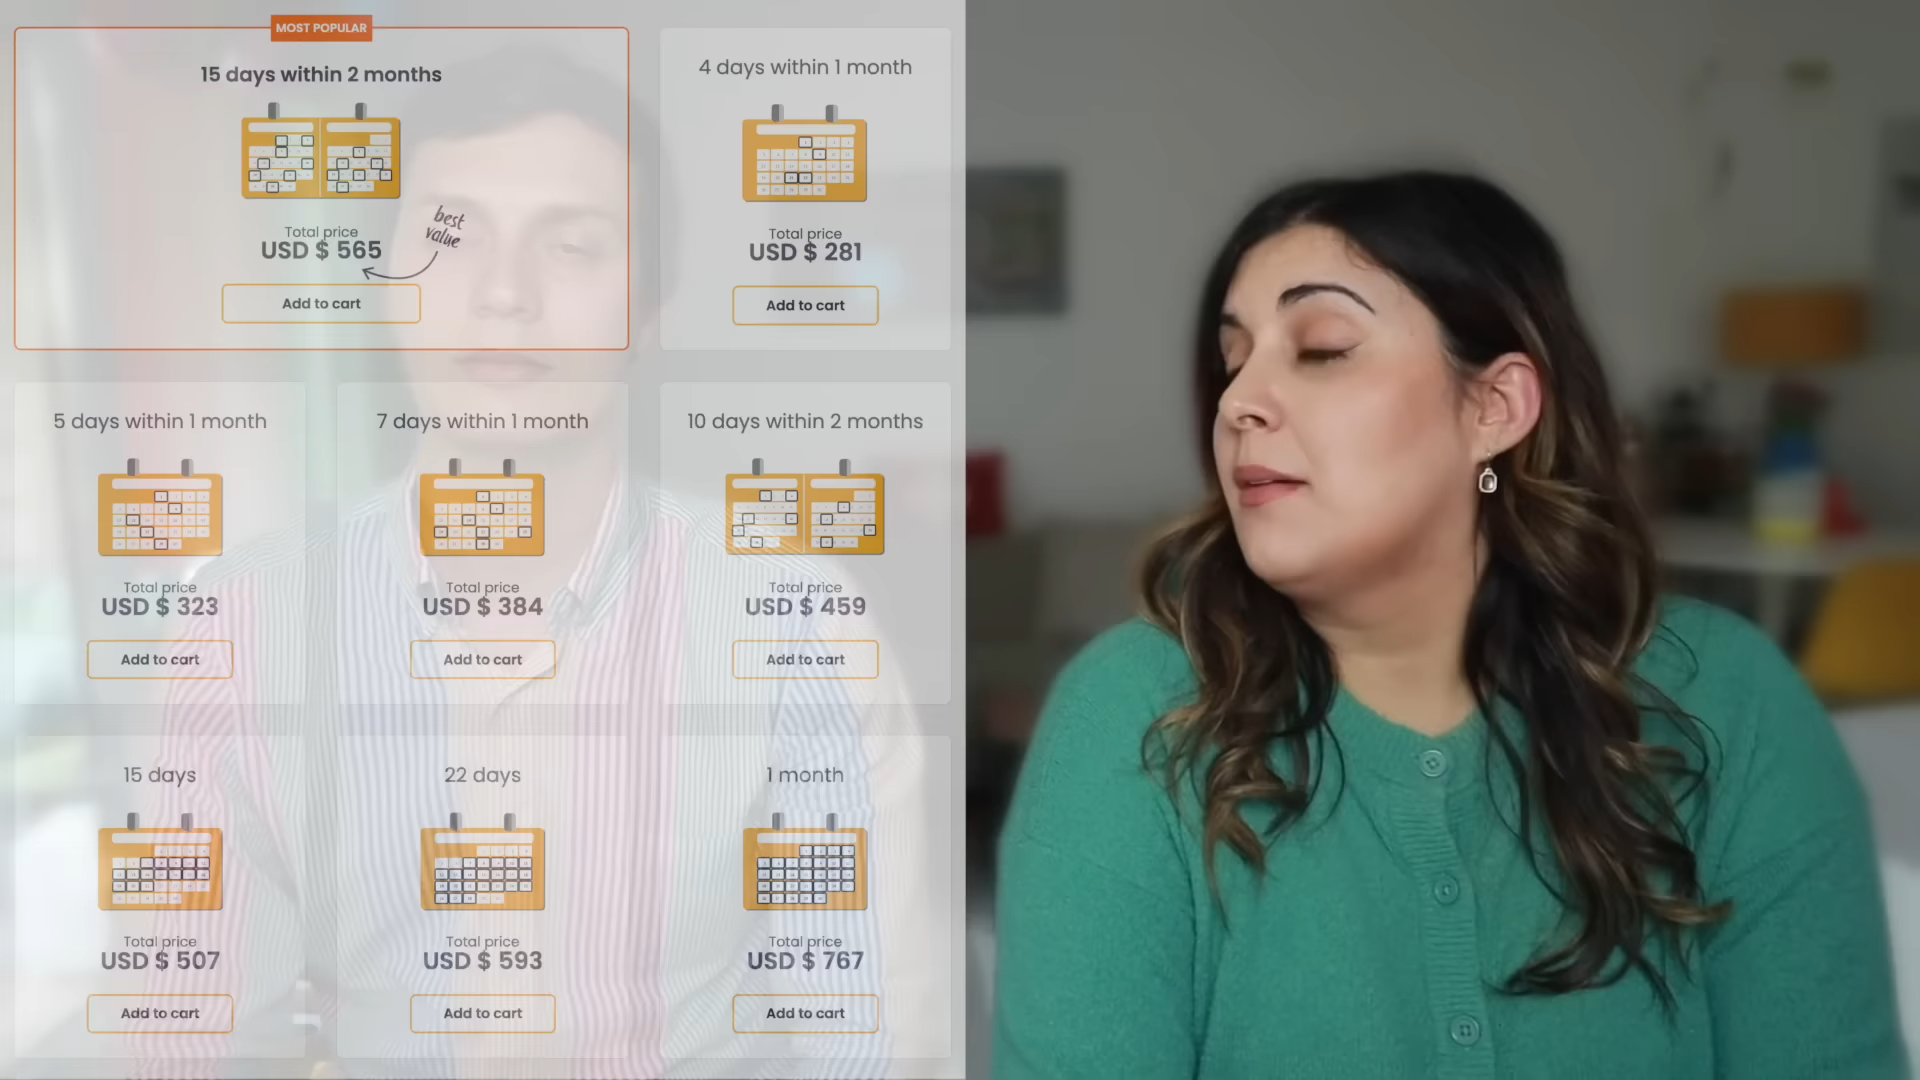 MOST POPULAR
15 days within 2 months
Total price
USD $ 565
best
value
Add to cart
4 days within 1 month
Total price
USD $ 281
Add to cart
5 days within 1 month
Total price
USD $ 323
Add to cart
7 days within 1 month
Total price
USD $ 384
Add to cart
10 days within 2 months
Total price
USD $ 459
Add to cart
15 days
Total price
USD $ 507
Add to cart
22 days
Total price
USD $ 593
Add to cart
1 month
Total price
USD $ 767
Add to cart